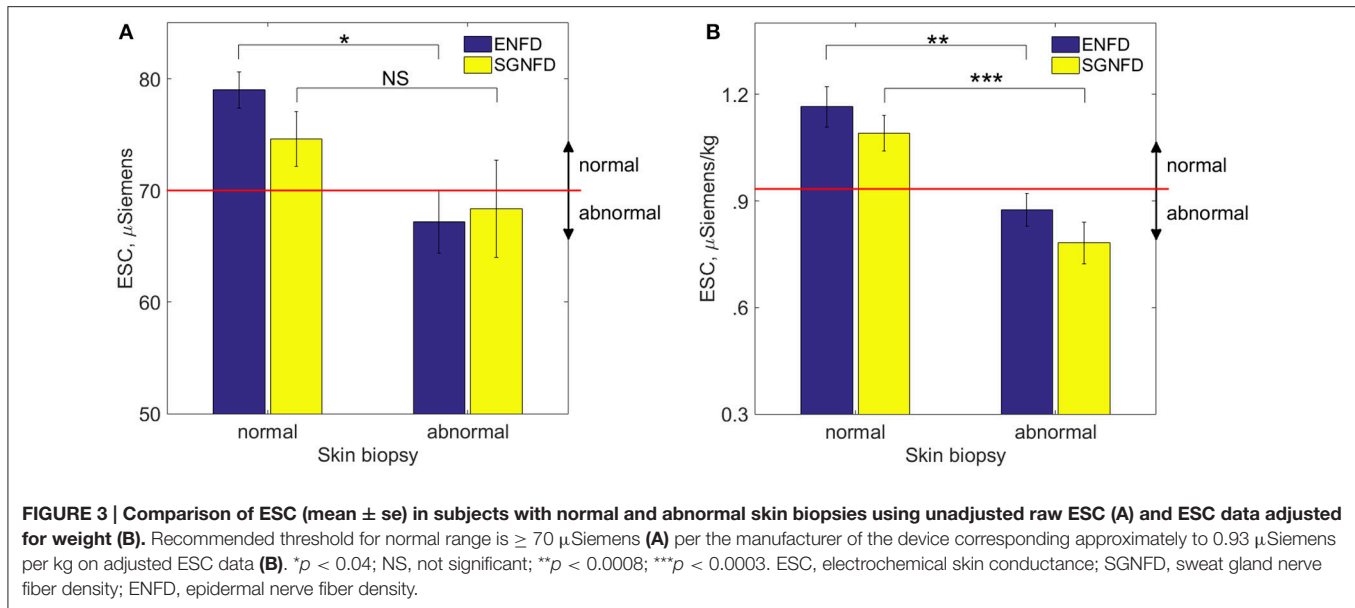 A
ENFD
SGNFD
*
NS
80
70
60
50
ESC, μSiemens
normal
abnormal
normal
abnormal
Skin biopsy
B
ENFD
SGNFD
**
***
1.2
.9
.6
0.3
ESC, μSiemens/kg
normal
abnormal
normal
abnormal
Skin biopsy
FIGURE 3 | Comparison of ESC (mean ± se) in subjects with normal and abnormal skin biopsies using unadjusted raw ESC (A) and ESC data adjusted
for weight (B). Recommended threshold for normal range is ≥ 70 μSiemens (A) per the manufacturer of the device corresponding approximately to 0.93 μSiemens
per kg on adjusted ESC data (B). *p < 0.04; NS, not significant; **p < 0.0008; ***p < 0.0003. ESC, electrochemical skin conductance; SGNFD, sweat gland nerve
fiber density; ENFD, epidermal nerve fiber density.